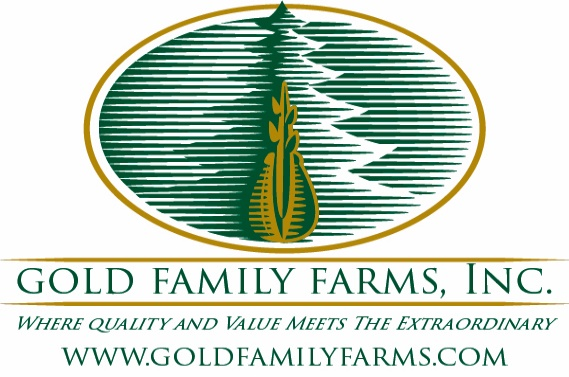 GOLD FAMILY FARMS, INC.
WHERE QUALITY AND VALUE MEETS THE EXTRAORDINARY
WWW.GOLDFAMILYFARMS.COM